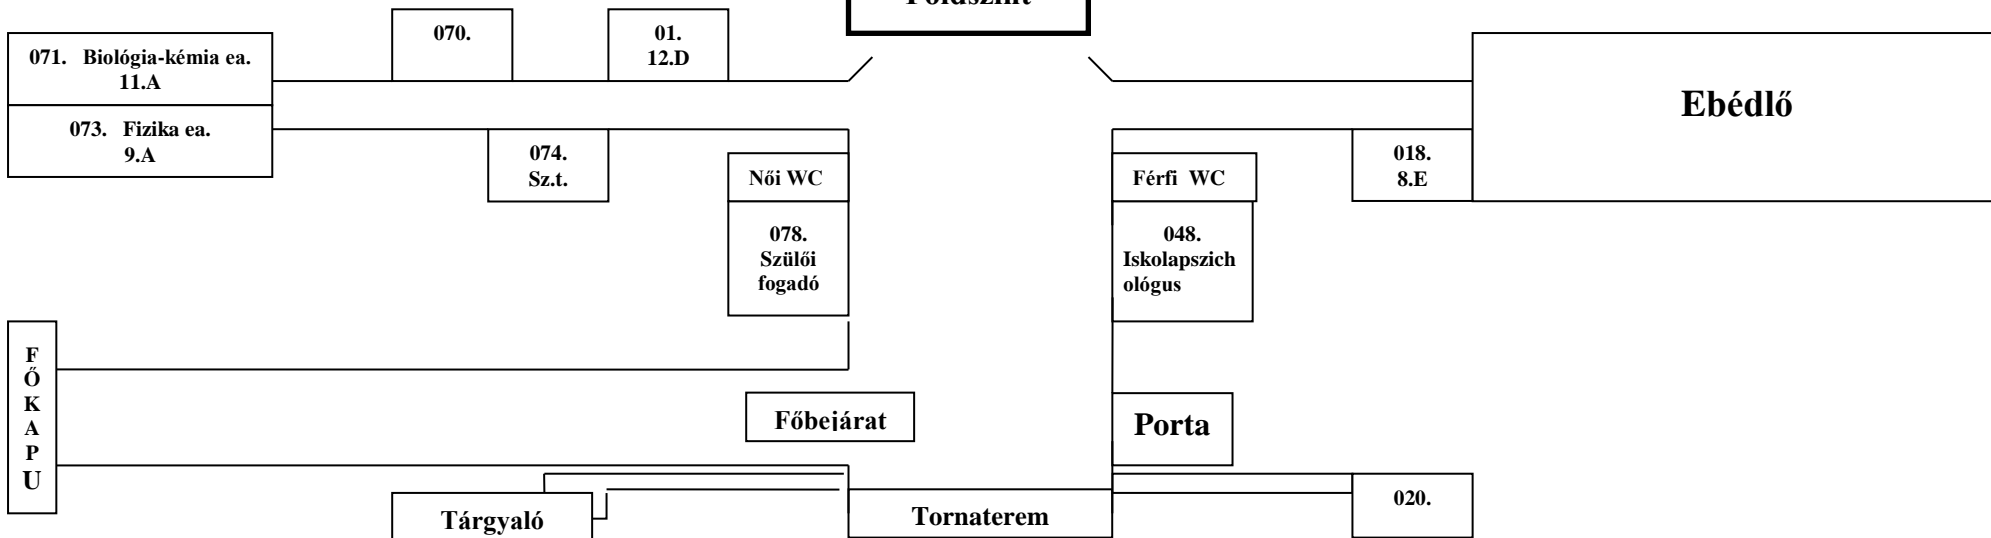 Földszint
070.
01.
12.D
071. Biológia-kémia ea.
11.A
Ebédlő
073. Fizika ea.
9.A
074.
Sz.t.
Női WC
Férfi WC
018.
8.E
078.
Szülői
fogadó
048.
Iskolapszich
ológus
F
Ő
K
A
P
U
Főbejárat
Porta
020.
Tárgyaló
Tornaterem